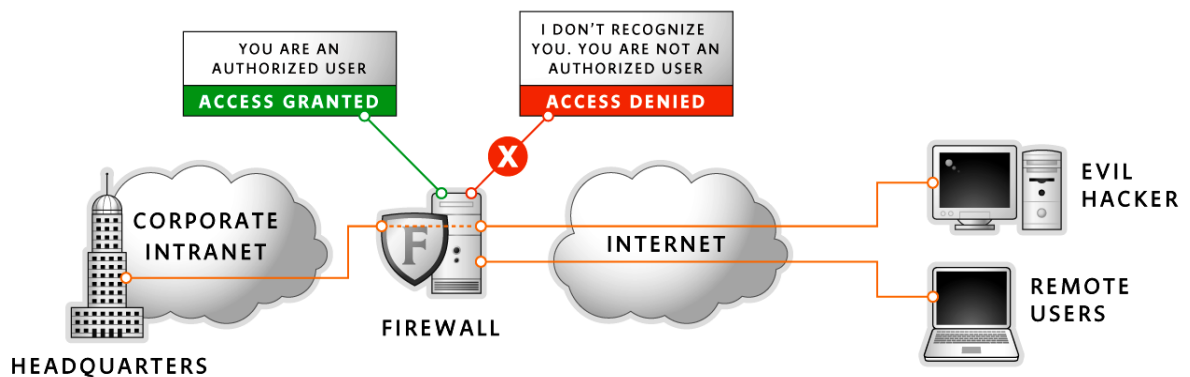 YOU ARE AN
AUTHORIZED USER
ACCESS GRANTED
I DON'T RECOGNIZE
YOU. YOU ARE NOT AN
AUTHORIZED USER
ACCESS DENIED
X
EVIL
HACKER
CORPORATE
INTRANET
F
INTERNET
REMOTE
USERS
FIREWALL
HEADQUARTERS